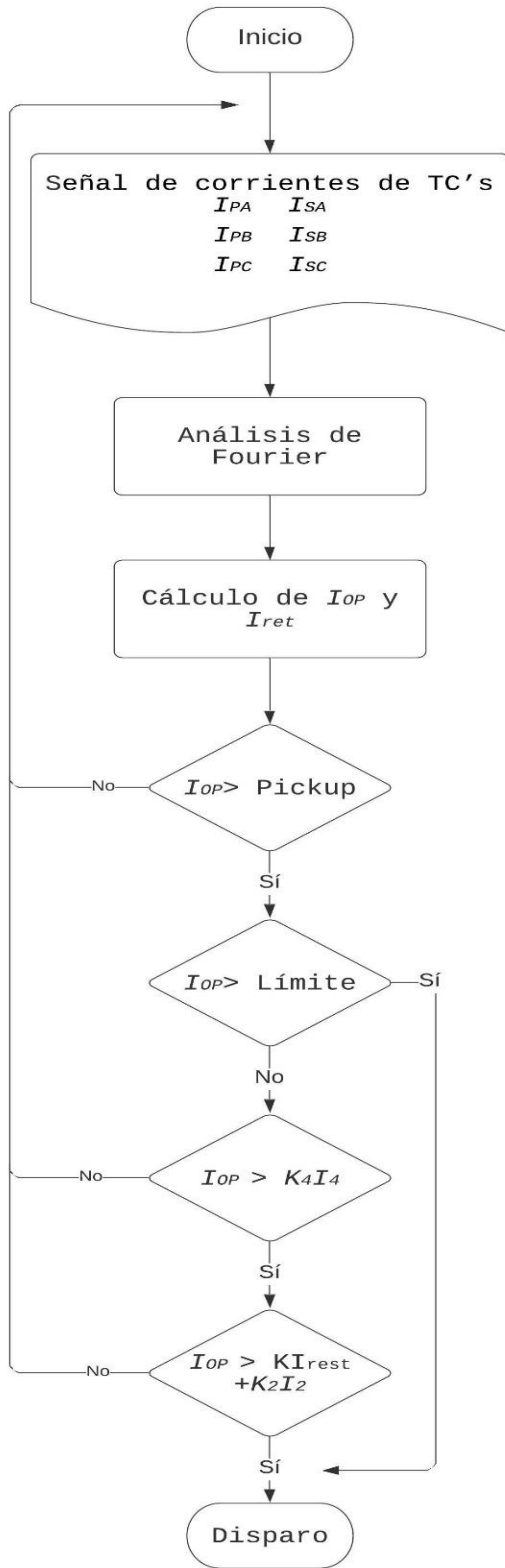 Inicio
Señal de corrientes de TC's
IPA ISA
IPB ISB
IPC ISC
Análisis de
Fourier
Cálculo de IOP y
Iret
IOP> Pickup
No
Sí
IOP> Límite
Sí
No
IOP > K4I4
No
Sí
IOP > KIrest
+K2I2
No
Sí
Disparo